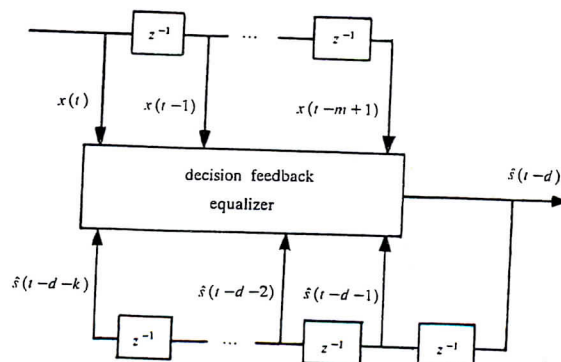 z⁻¹ ... z⁻¹
x(t) x(t−1) x(t−m+1)
decision feedback
equalizer
ŝ(t−d)
ŝ(t−d−k) ŝ(t−d−2) ŝ(t−d−1)
z⁻¹ ... z⁻¹ z⁻¹